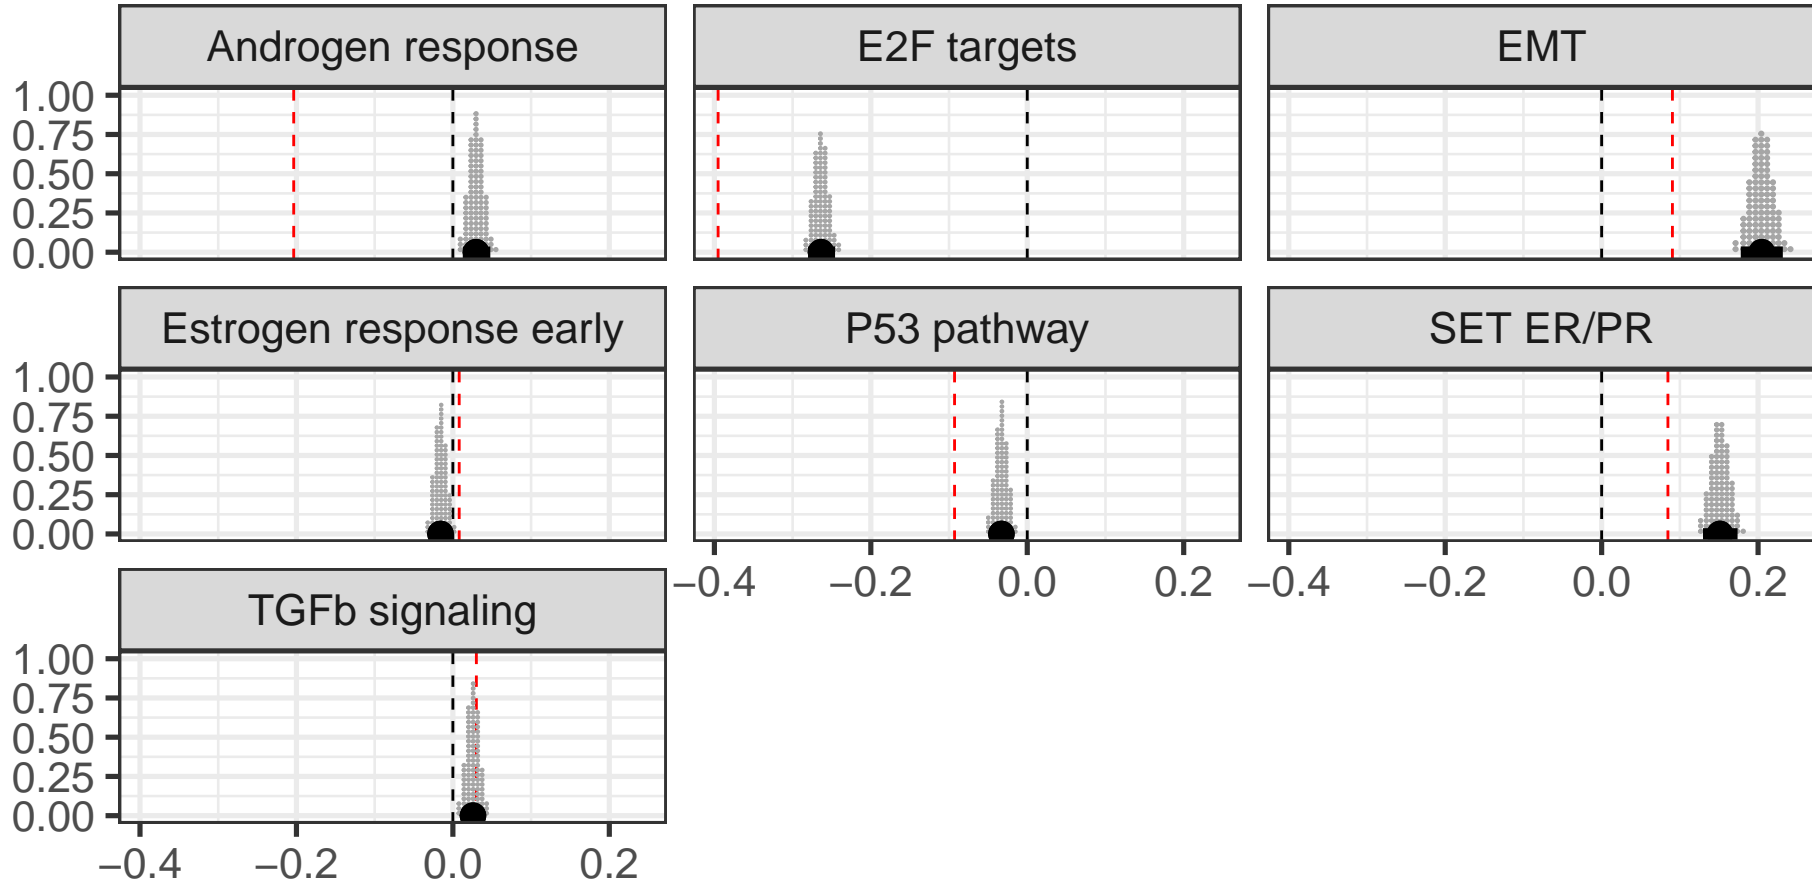 Androgen response
E2F targets
EMT
1.00
0.75
0.50
0.25
0.00
Estrogen response early
P53 pathway
SET ER/PR
1.00
0.75
0.50
0.25
0.00
−0.4 −0.2 0.0 0.2
−0.4 −0.2 0.0 0.2
TGFb signaling
1.00
0.75
0.50
0.25
0.00
−0.4 −0.2 0.0 0.2